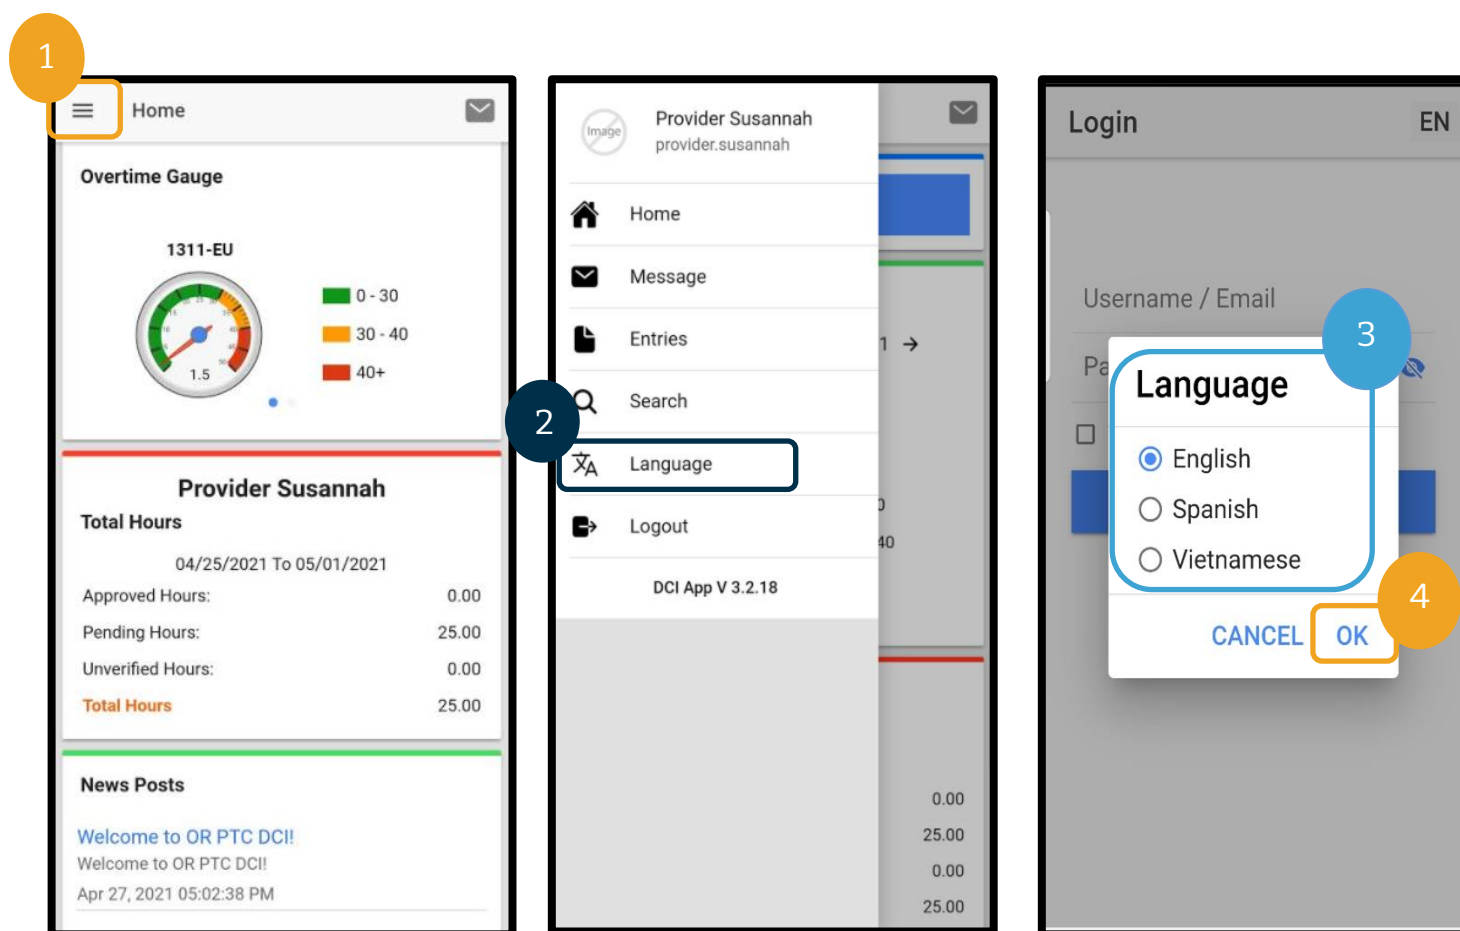 1
Home
Overtime Gauge
1311-EU
0 - 30
30 - 40
40+
1.5
Provider Susannah
Total Hours
04/25/2021 To 05/01/2021
Approved Hours: 0.00
Pending Hours: 25.00
Unverified Hours: 0.00
Total Hours 25.00
News Posts
Welcome to OR PTC DCI!
Welcome to OR PTC DCI!
Apr 27, 2021 05:02:38 PM
Image
Provider Susannah
provider.susannah
Home
Message
Entries
Search
2
Language
Logout
DCI App V 3.2.18
1
40
0.00
25.00
0.00
25.00
Login EN
Username / Email
3
Pa
Language
English
Spanish
Vietnamese
4
CANCEL OK